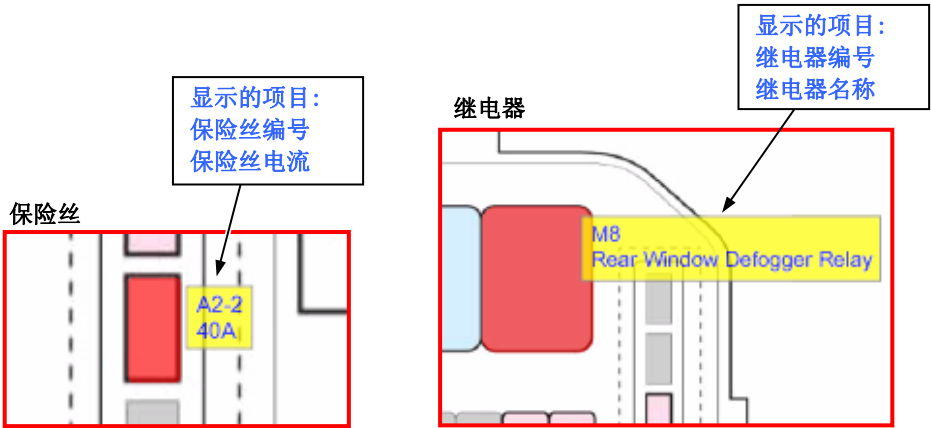 显示的项目:
保险丝编号
保险丝电流
保险丝
A2-2
40A
显示的项目:
继电器编号
继电器名称
继电器
M8
Rear Window Defogger Relay